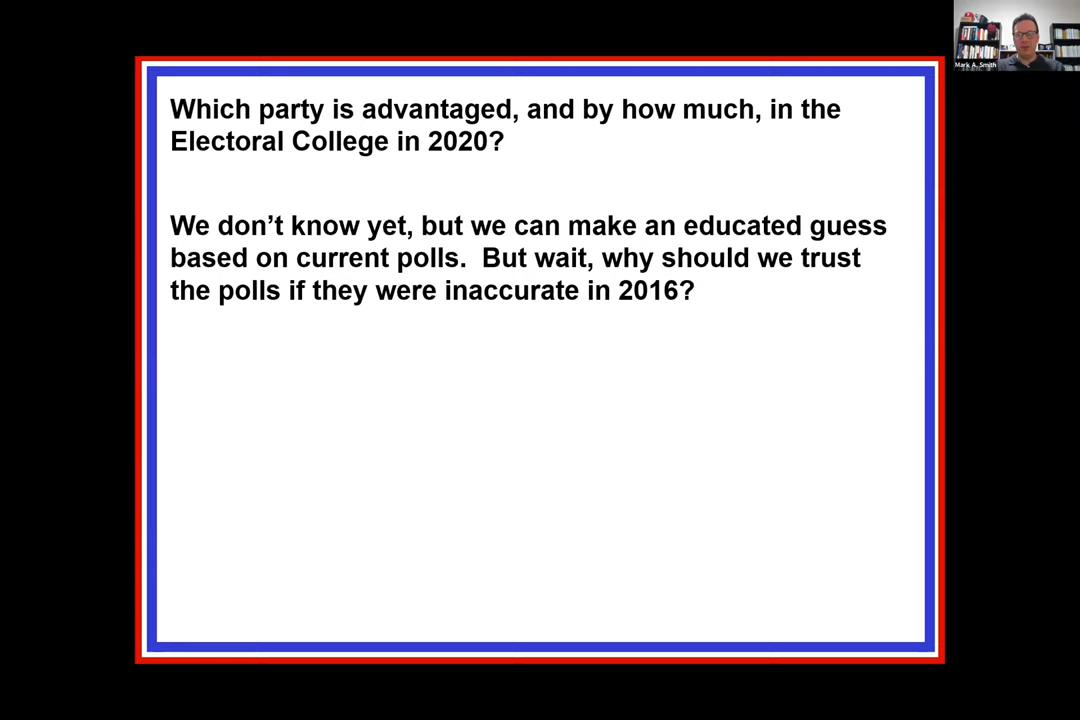 Mark A. Smith
Which party is advantaged, and by how much, in the
Electoral College in 2020?
We don’t know yet, but we can make an educated guess
based on current polls.  But wait, why should we trust
the polls if they were inaccurate in 2016?